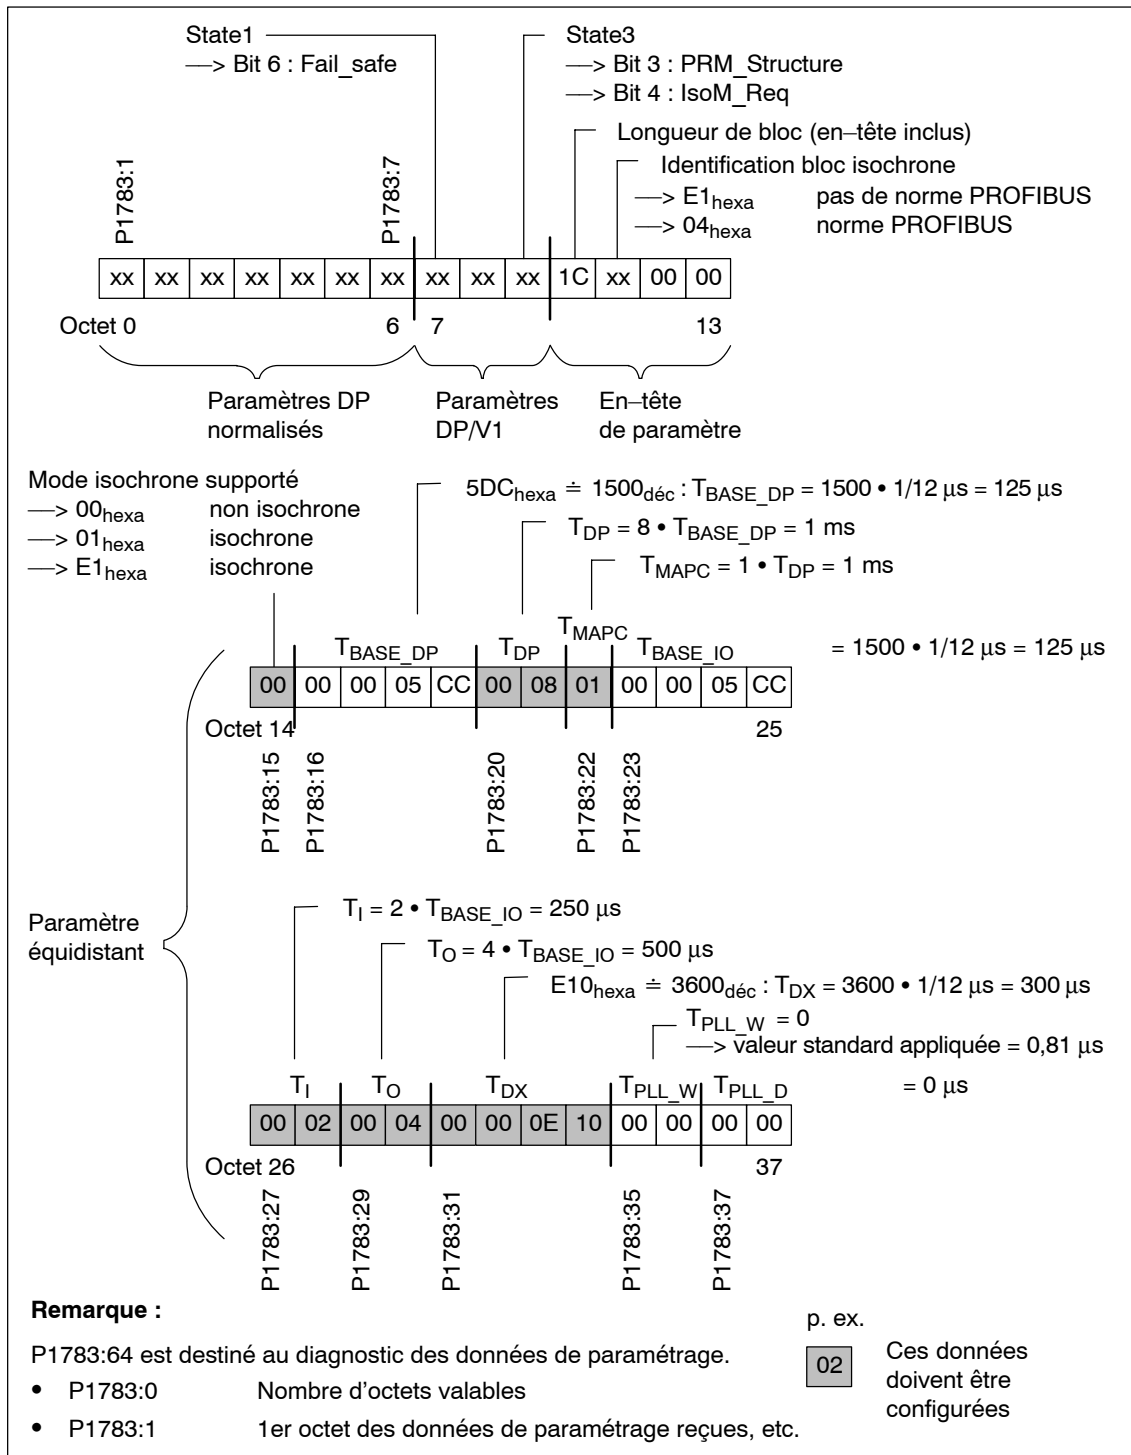 State1
State3
—> Bit 6 : Fail_safe
—> Bit 3 : PRM_Structure
—> Bit 4 : IsoM_Req
Longueur de bloc (en–tête inclus)
Identification bloc isochrone
—> E1hexa pas de norme PROFIBUS
—> 04hexa norme PROFIBUS
P1783:1
P1783:7
xx xx xx xx xx xx xx xx xx xx 1C xx 00 00
Octet 0 6 7 13
Paramètres DP normalisés
Paramètres DP/V1
En–tête de paramètre
Mode isochrone supporté
—> 00hexa non isochrone
—> 01hexa isochrone
—> E1hexa isochrone
5DChexa ≐ 1500déc : TBASE_DP = 1500 • 1/12 µs = 125 µs
TDP = 8 • TBASE_DP = 1 ms
TMAPC = 1 • TDP = 1 ms
TBASE_DP TDP TMAPC TBASE_IO = 1500 • 1/12 µs = 125 µs
00 00 00 05 CC 00 08 01 00 00 05 CC
Octet 14 25
P1783:15
P1783:16
P1783:20
P1783:22
P1783:23
Paramètre équidistant
TI = 2 • TBASE_IO = 250 µs
TO = 4 • TBASE_IO = 500 µs
E10hexa ≐ 3600déc : TDX = 3600 • 1/12 µs = 300 µs
TPLL_W = 0
—> valeur standard appliquée = 0,81 µs
TI TO TDX TPLL_W TPLL_D = 0 µs
00 02 00 04 00 00 0E 10 00 00 00 00
Octet 26 37
P1783:27
P1783:29
P1783:31
P1783:35
P1783:37
Remarque :
P1783:64 est destiné au diagnostic des données de paramétrage.
• P1783:0 Nombre d'octets valables
• P1783:1 1er octet des données de paramétrage reçues, etc.
p. ex.
02
Ces données
doivent être
configurées